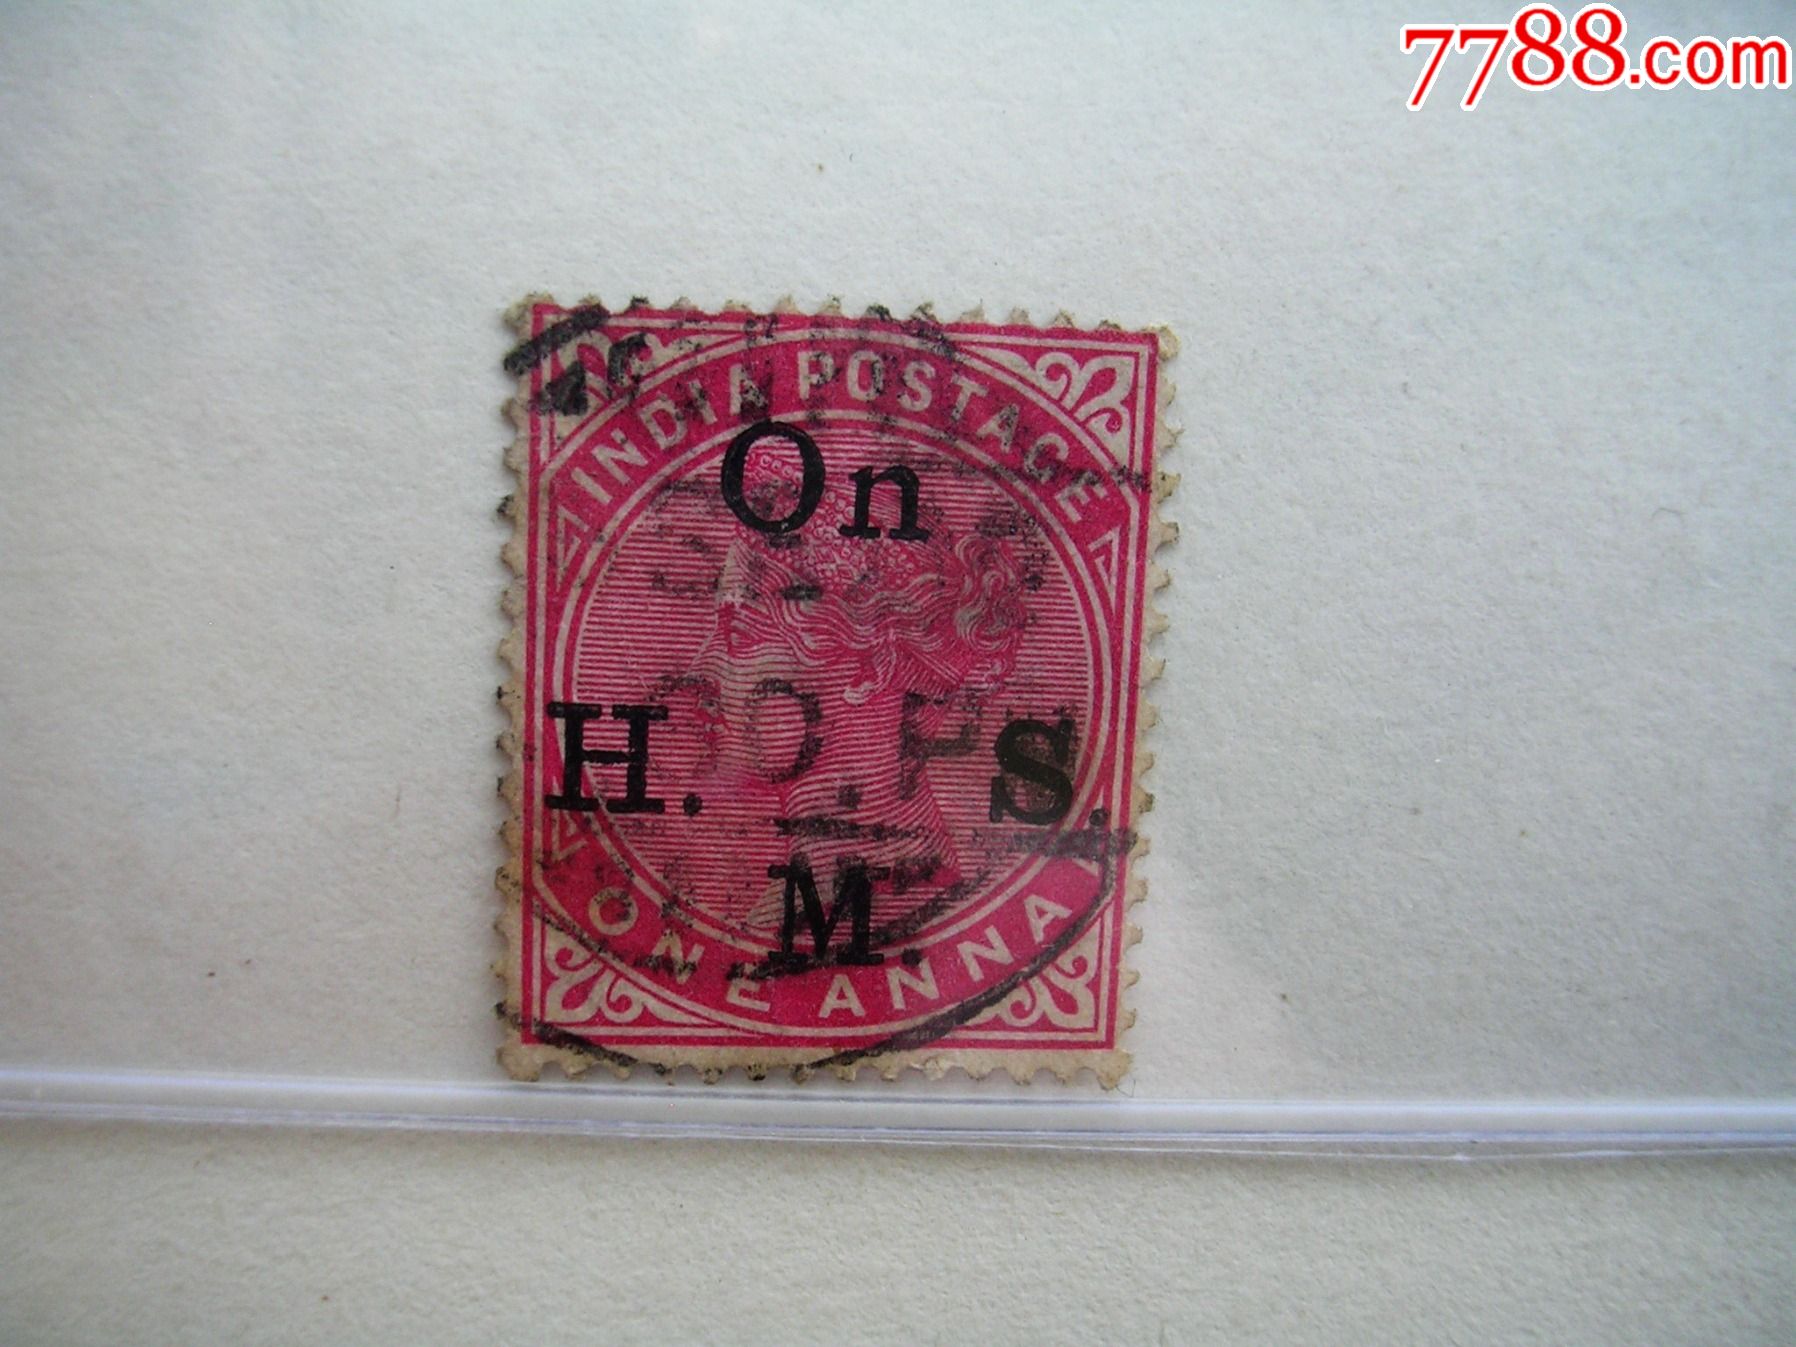 7788.com
INDIA POSTAGE
On
H. S.
M.
ONE ANNA